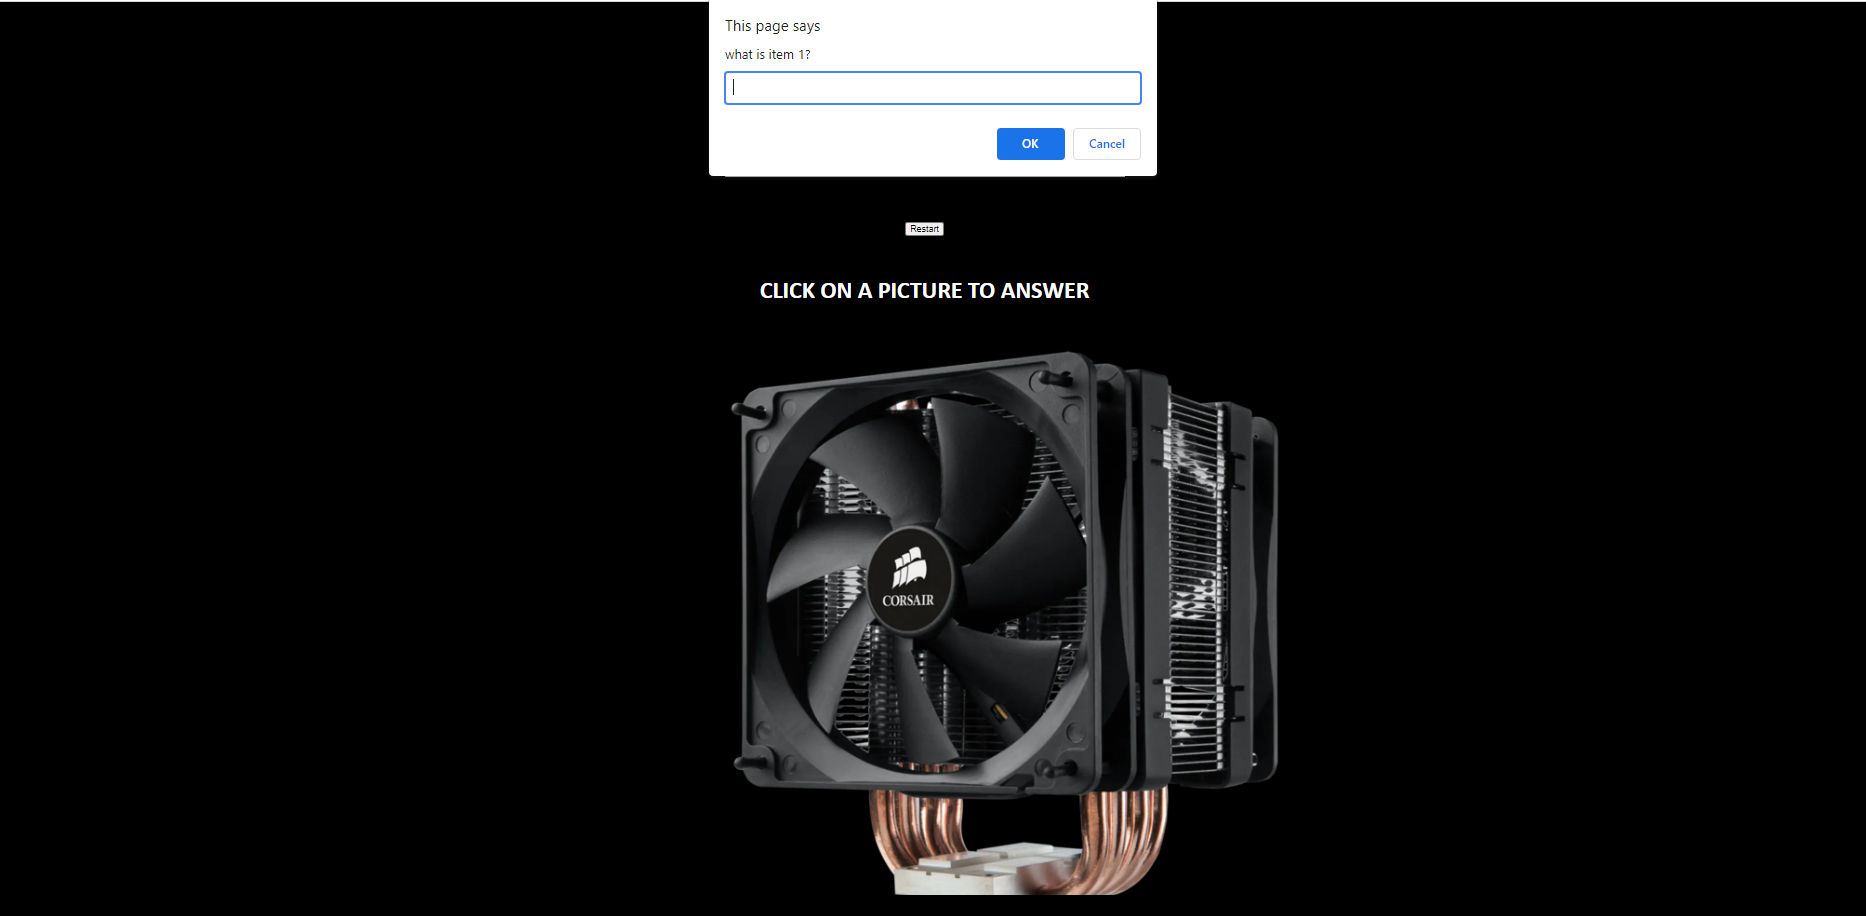 This page says
what is item 1?
OK
Cancel
Restart
CLICK ON A PICTURE TO ANSWER
CORSAIR